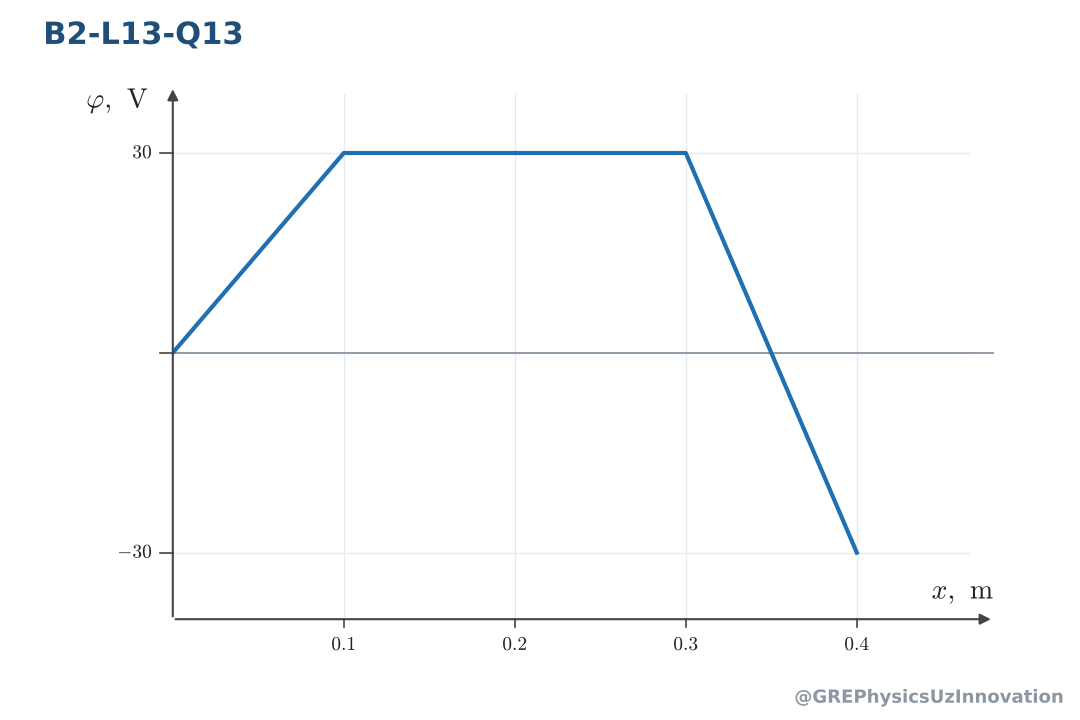 B2-L13-Q13
φ, V
30
−30
x, m
0.1 0.2 0.3 0.4
@GREPhysicsUzInnovation